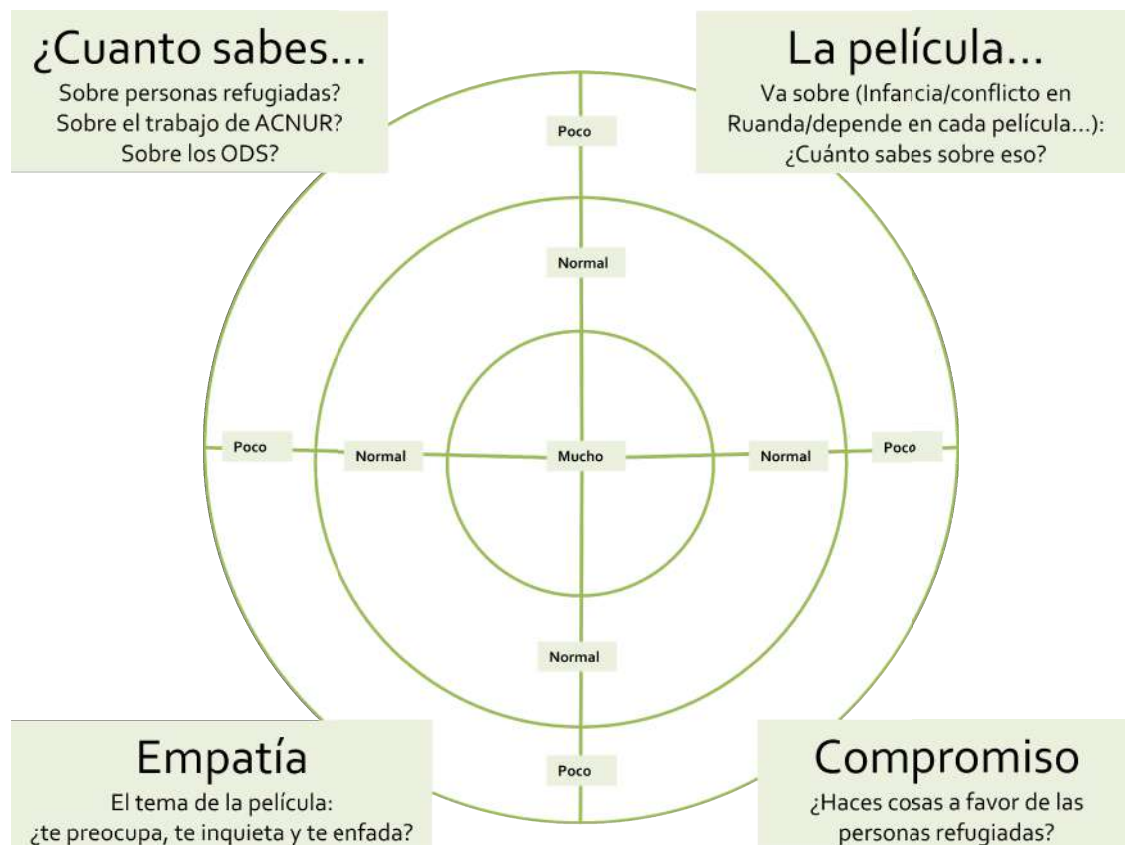 ¿Cuanto sabes...
Sobre personas refugiadas?
Sobre el trabajo de ACNUR?
Sobre los ODS?
La película...
Va sobre (Infancia/conflicto en
Ruanda/depende en cada película...):
¿Cuánto sabes sobre eso?
Poco
Normal
Poco
Normal
Mucho
Normal
Poco
Normal
Poco
Empatía
El tema de la película:
¿te preocupa, te inquieta y te enfada?
Compromiso
¿Haces cosas a favor de las
personas refugiadas?